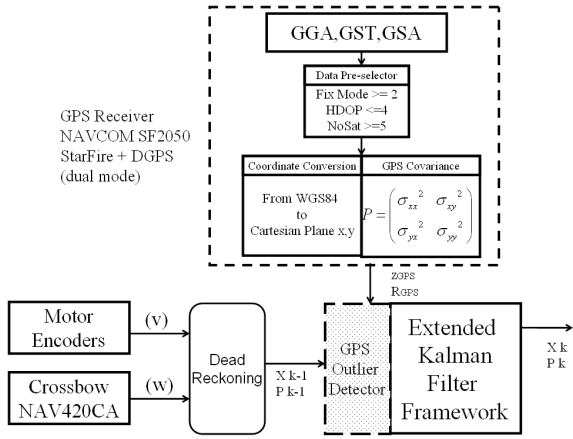 GGA,GST,GSA
Data Pre-selector
Fix Mode >= 2
HDOP <=4
NoSat >=5
GPS Receiver
NAVCOM SF2050
StarFire + DGPS
(dual mode)
Coordinate Conversion
From WGS84
to
Cartesian Plane x,y
GPS Covariance
P = ( σxx² σxy²
σyx² σyy² )
ZGPS
RGPS
Motor
Encoders
(v)
Crossbow
NAV420CA
(w)
Dead
Reckoning
X k-1
P k-1
GPS
Outlier
Detector
Extended
Kalman
Filter
Framework
X k
P k